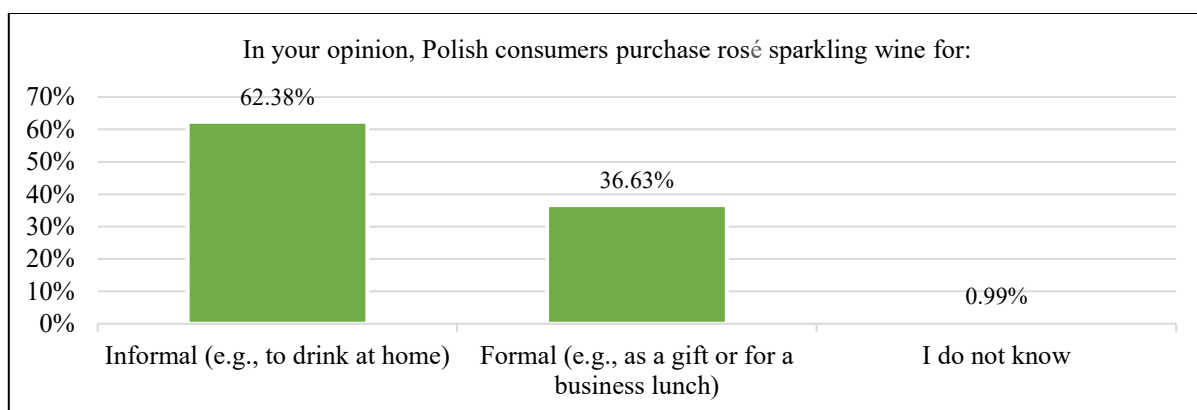 In your opinion, Polish consumers purchase rosé sparkling wine for:
70%
60%
50%
40%
30%
20%
10%
0%
62.38%
36.63%
0.99%
Informal (e.g., to drink at home)
Formal (e.g., as a gift or for a
business lunch)
I do not know